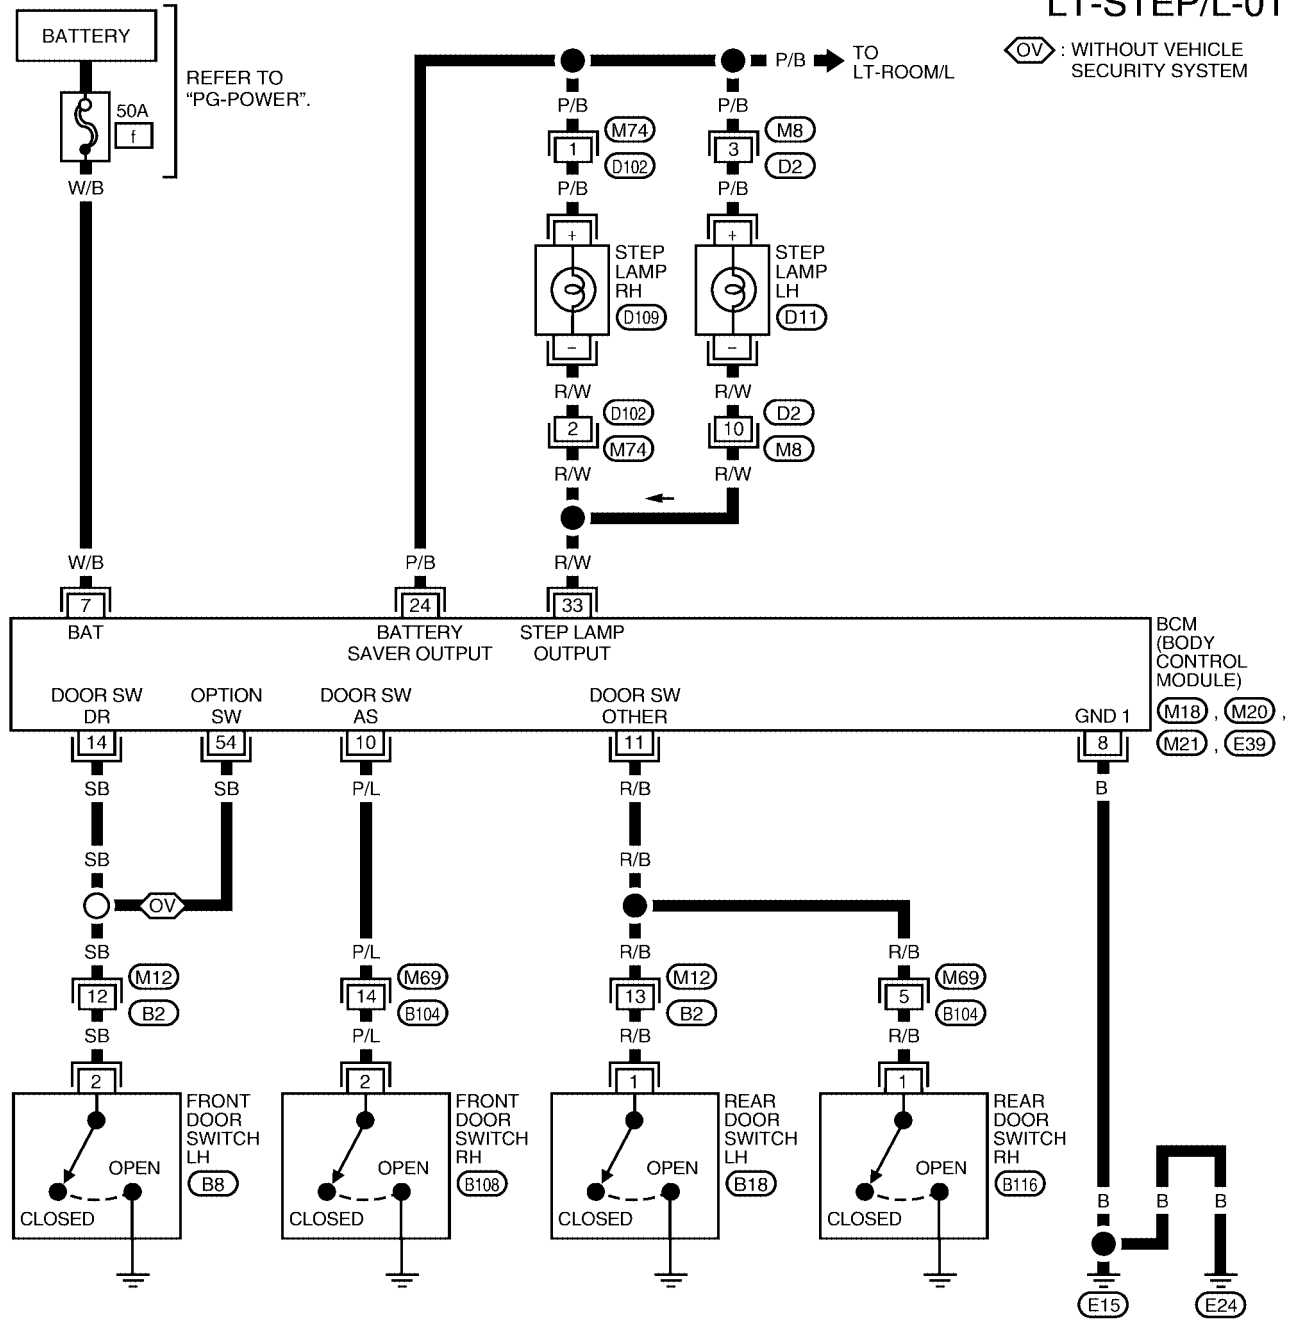 LT-STEP/L-01
BATTERY
REFER TO
“PG-POWER”.
50A
f
W/B
OV : WITHOUT VEHICLE
SECURITY SYSTEM
P/B
TO
LT-ROOM/L
P/B
P/B
1
M74
D102
3
M8
D2
P/B
P/B
+
STEP
LAMP
RH
D109
−
+
STEP
LAMP
LH
D11
−
R/W
R/W
2
D102
M74
10
D2
M8
R/W
R/W
W/B
P/B
R/W
7
24
33
BAT
BATTERY
SAVER OUTPUT
STEP LAMP
OUTPUT
BCM
(BODY
CONTROL
MODULE)
M18 , M20 ,
M21 , E39
DOOR SW
DR
OPTION
SW
DOOR SW
AS
DOOR SW
OTHER
GND 1
14
54
10
11
8
SB
SB
P/L
R/B
B
SB
R/B
OV
SB
P/L
R/B
R/B
12
M12
B2
14
M69
B104
13
M12
B2
5
M69
B104
SB
P/L
R/B
R/B
2
2
1
1
FRONT
DOOR
SWITCH
LH
B8
OPEN
CLOSED
FRONT
DOOR
SWITCH
RH
B108
OPEN
CLOSED
REAR
DOOR
SWITCH
LH
B18
OPEN
CLOSED
REAR
DOOR
SWITCH
RH
B116
OPEN
CLOSED
B
B
B
E15
E24